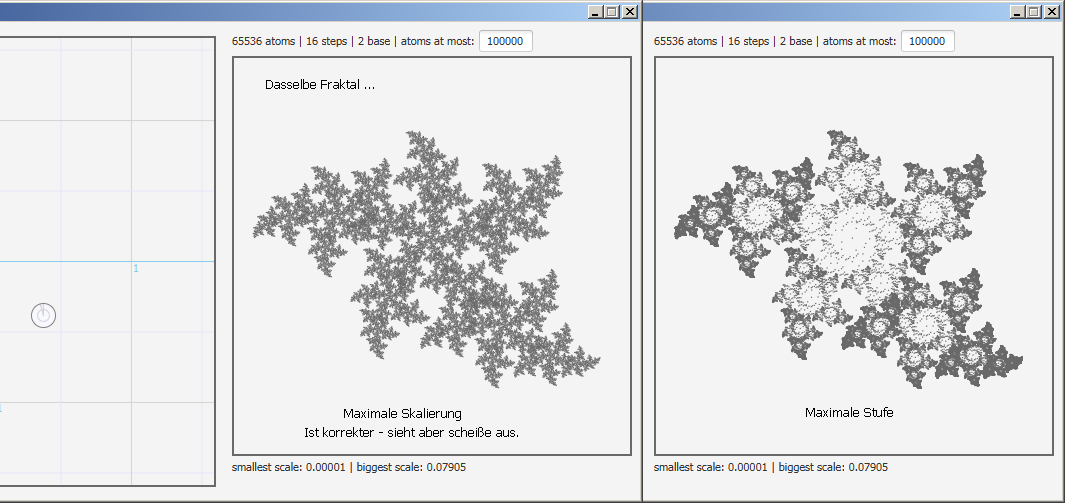 65536 atoms | 16 steps | 2 base | atoms at most: 100000
Dasselbe Fraktal ...
1
Maximale Skalierung
Ist korrekter - sieht aber scheiße aus.
smallest scale: 0.00001 | biggest scale: 0.07905
65536 atoms | 16 steps | 2 base | atoms at most: 100000
Maximale Stufe
smallest scale: 0.00001 | biggest scale: 0.07905